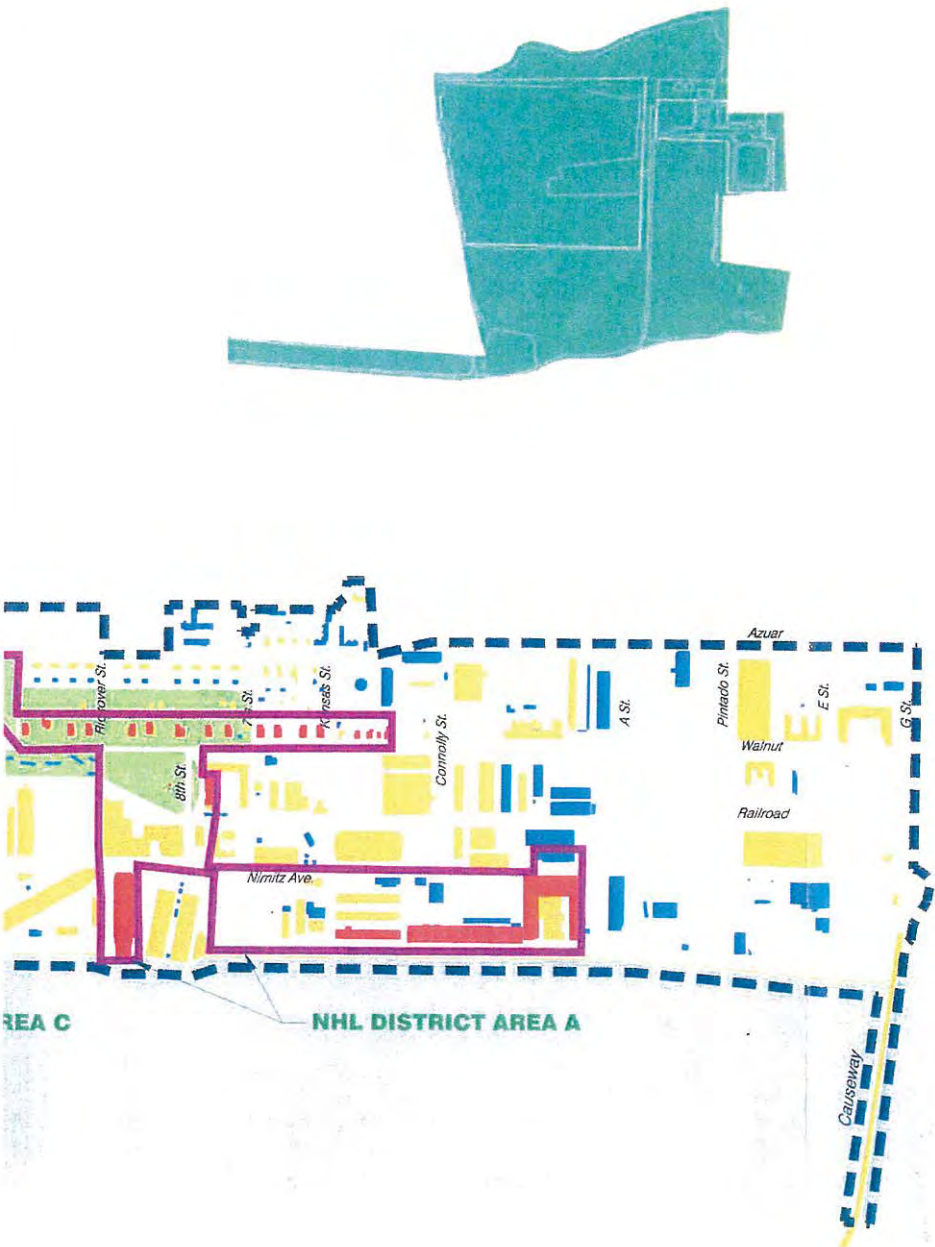 Azuar
Rickover St.
7th St.
Kansas St.
Connolly St.
A St.
Pintado St.
E St.
G St.
Walnut
8th St.
Railroad
Nimitz Ave.
REA C
NHL DISTRICT AREA A
Causeway